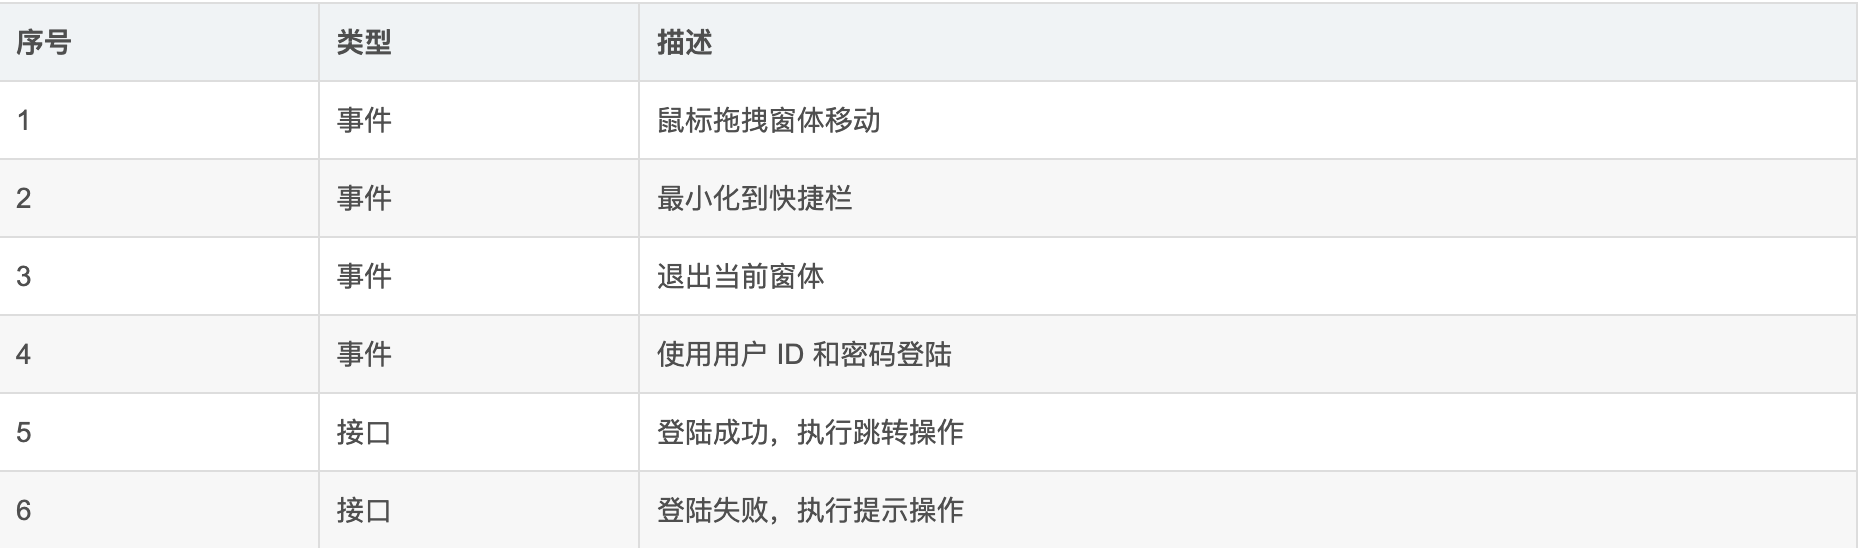 序号 类型 描述
1 事件 鼠标拖拽窗体移动
2 事件 最小化到快捷栏
3 事件 退出当前窗体
4 事件 使用用户 ID 和密码登陆
5 接口 登陆成功，执行跳转操作
6 接口 登陆失败，执行提示操作